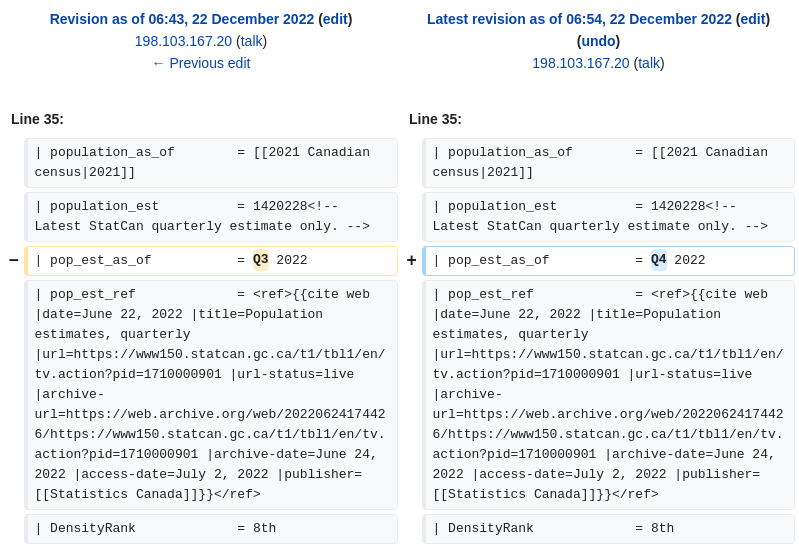 Revision as of 06:43, 22 December 2022 (edit)
198.103.167.20 (talk)
← Previous edit
Latest revision as of 06:54, 22 December 2022 (edit)
(undo)
198.103.167.20 (talk)
Line 35:
Line 35:
| population_as_of        = [[2021 Canadian
census|2021]]
| population_as_of        = [[2021 Canadian
census|2021]]
| population_est          = 1420228<!--
Latest StatCan quarterly estimate only. -->
| population_est          = 1420228<!--
Latest StatCan quarterly estimate only. -->
− | pop_est_as_of           = Q3 2022
+ | pop_est_as_of           = Q4 2022
| pop_est_ref             = <ref>{{cite web
|date=June 22, 2022 |title=Population
estimates, quarterly
|url=https://www150.statcan.gc.ca/t1/tbl1/en/
tv.action?pid=1710000901 |url-status=live
|archive-
url=https://web.archive.org/web/2022062417442
6/https://www150.statcan.gc.ca/t1/tbl1/en/tv.
action?pid=1710000901 |archive-date=June 24,
2022 |access-date=July 2, 2022 |publisher=
[[Statistics Canada]]}}</ref>
| pop_est_ref             = <ref>{{cite web
|date=June 22, 2022 |title=Population
estimates, quarterly
|url=https://www150.statcan.gc.ca/t1/tbl1/en/
tv.action?pid=1710000901 |url-status=live
|archive-
url=https://web.archive.org/web/2022062417442
6/https://www150.statcan.gc.ca/t1/tbl1/en/tv.
action?pid=1710000901 |archive-date=June 24,
2022 |access-date=July 2, 2022 |publisher=
[[Statistics Canada]]}}</ref>
| DensityRank             = 8th
| DensityRank             = 8th